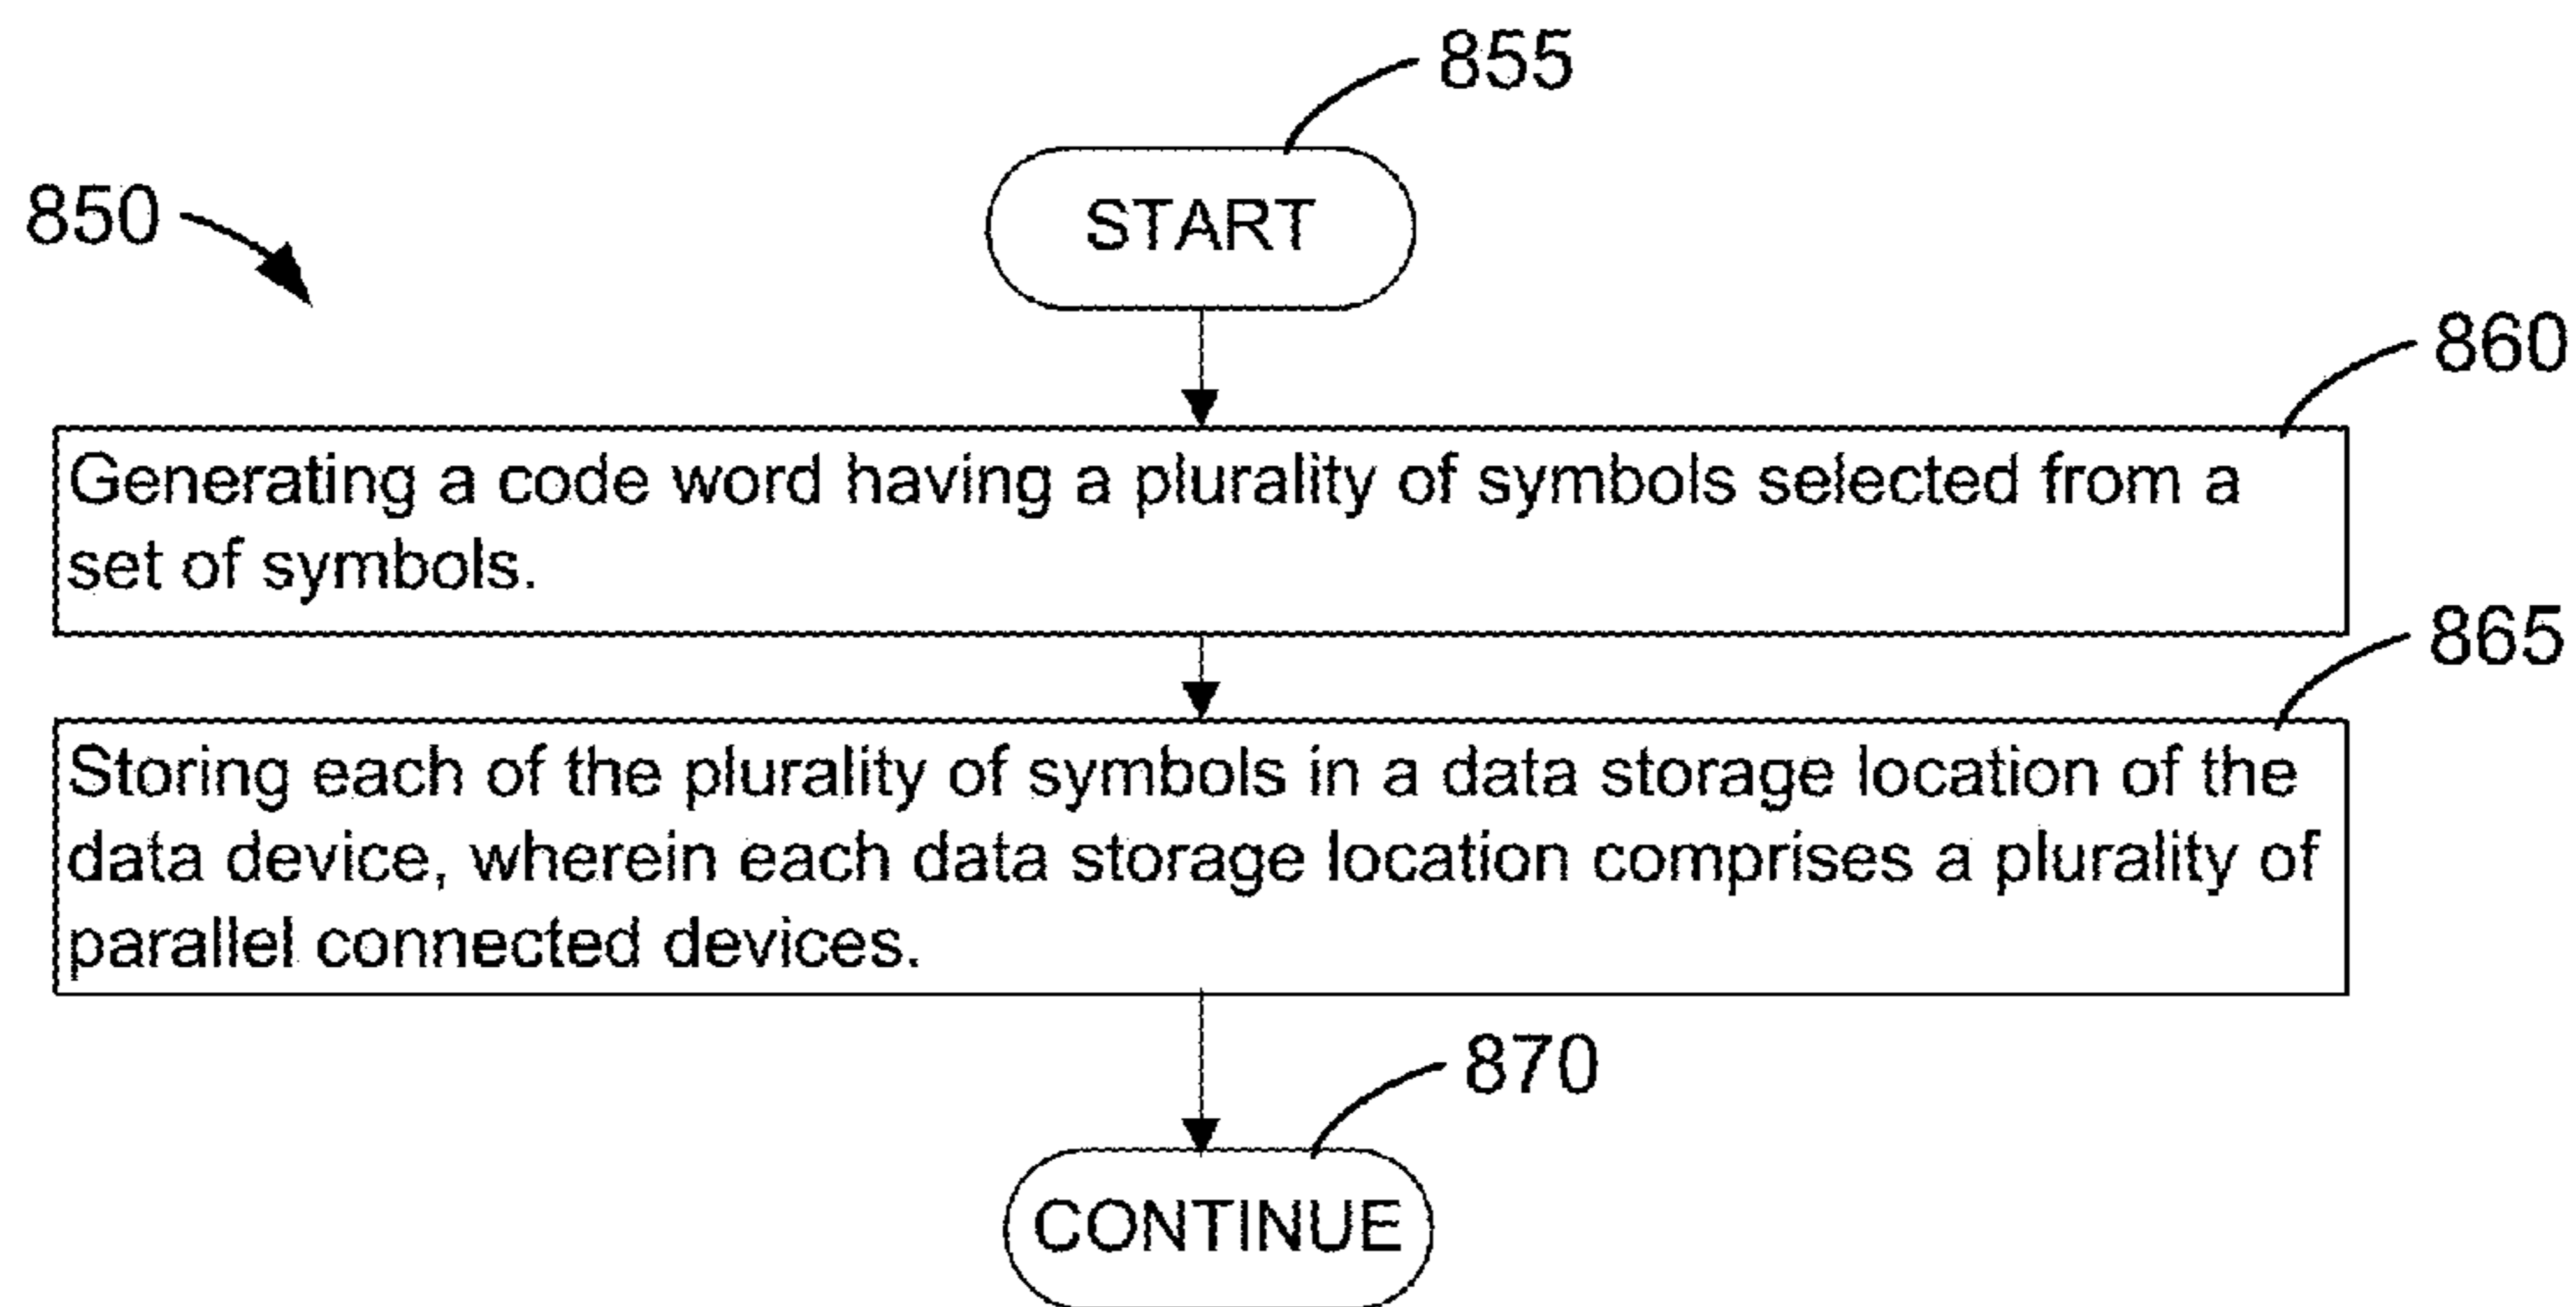 855
850
START
860
Generating a code word having a plurality of symbols selected from a
set of symbols.
865
Storing each of the plurality of symbols in a data storage location of the
data device, wherein each data storage location comprises a plurality of
parallel connected devices.
870
CONTINUE